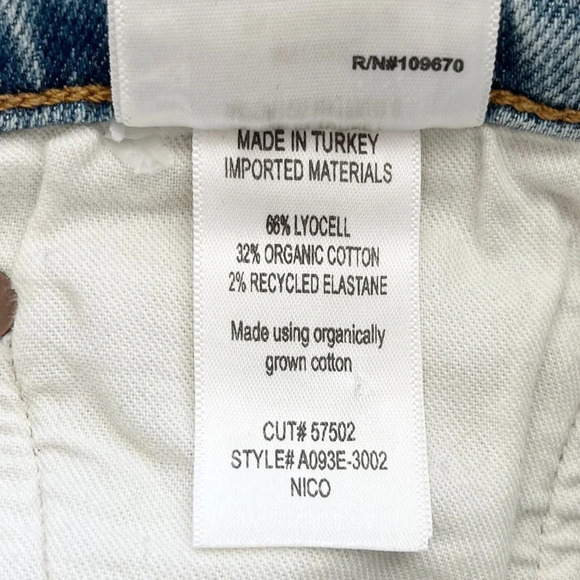 R/N#109670
MADE IN TURKEY
IMPORTED MATERIALS
66% LYOCELL
32% ORGANIC COTTON
2% RECYCLED ELASTANE
Made using organically
grown cotton
CUT# 57502
STYLE# A093E-3002
NICO